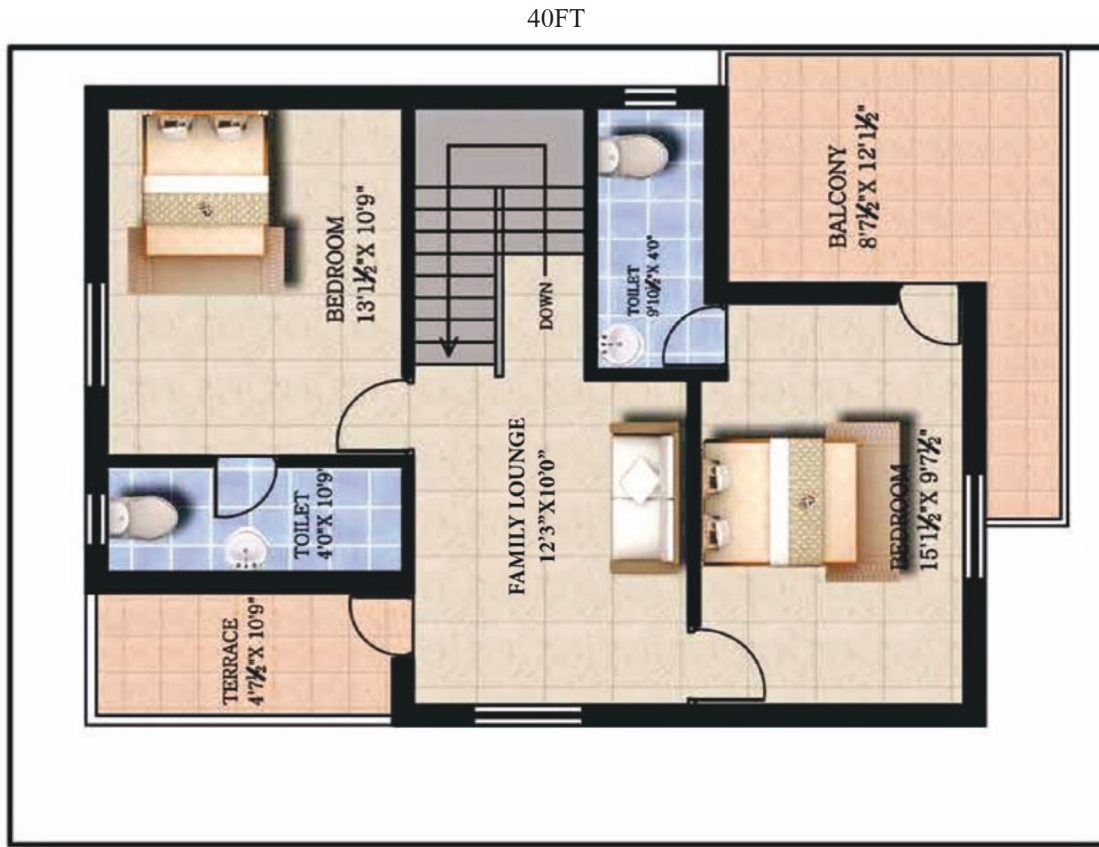 40FT
BEDROOM
13'1½"X 10'9"
DOWN
TOILET
9'10½"X 4'0"
BALCONY
8'7½"X 12'1½"
TOILET
4'0"X 10'9"
FAMILY LOUNGE
12'3"X10'0"
BEDROOM
15'1½"X 9'7½"
TERRACE
4'7½"X 10'9"